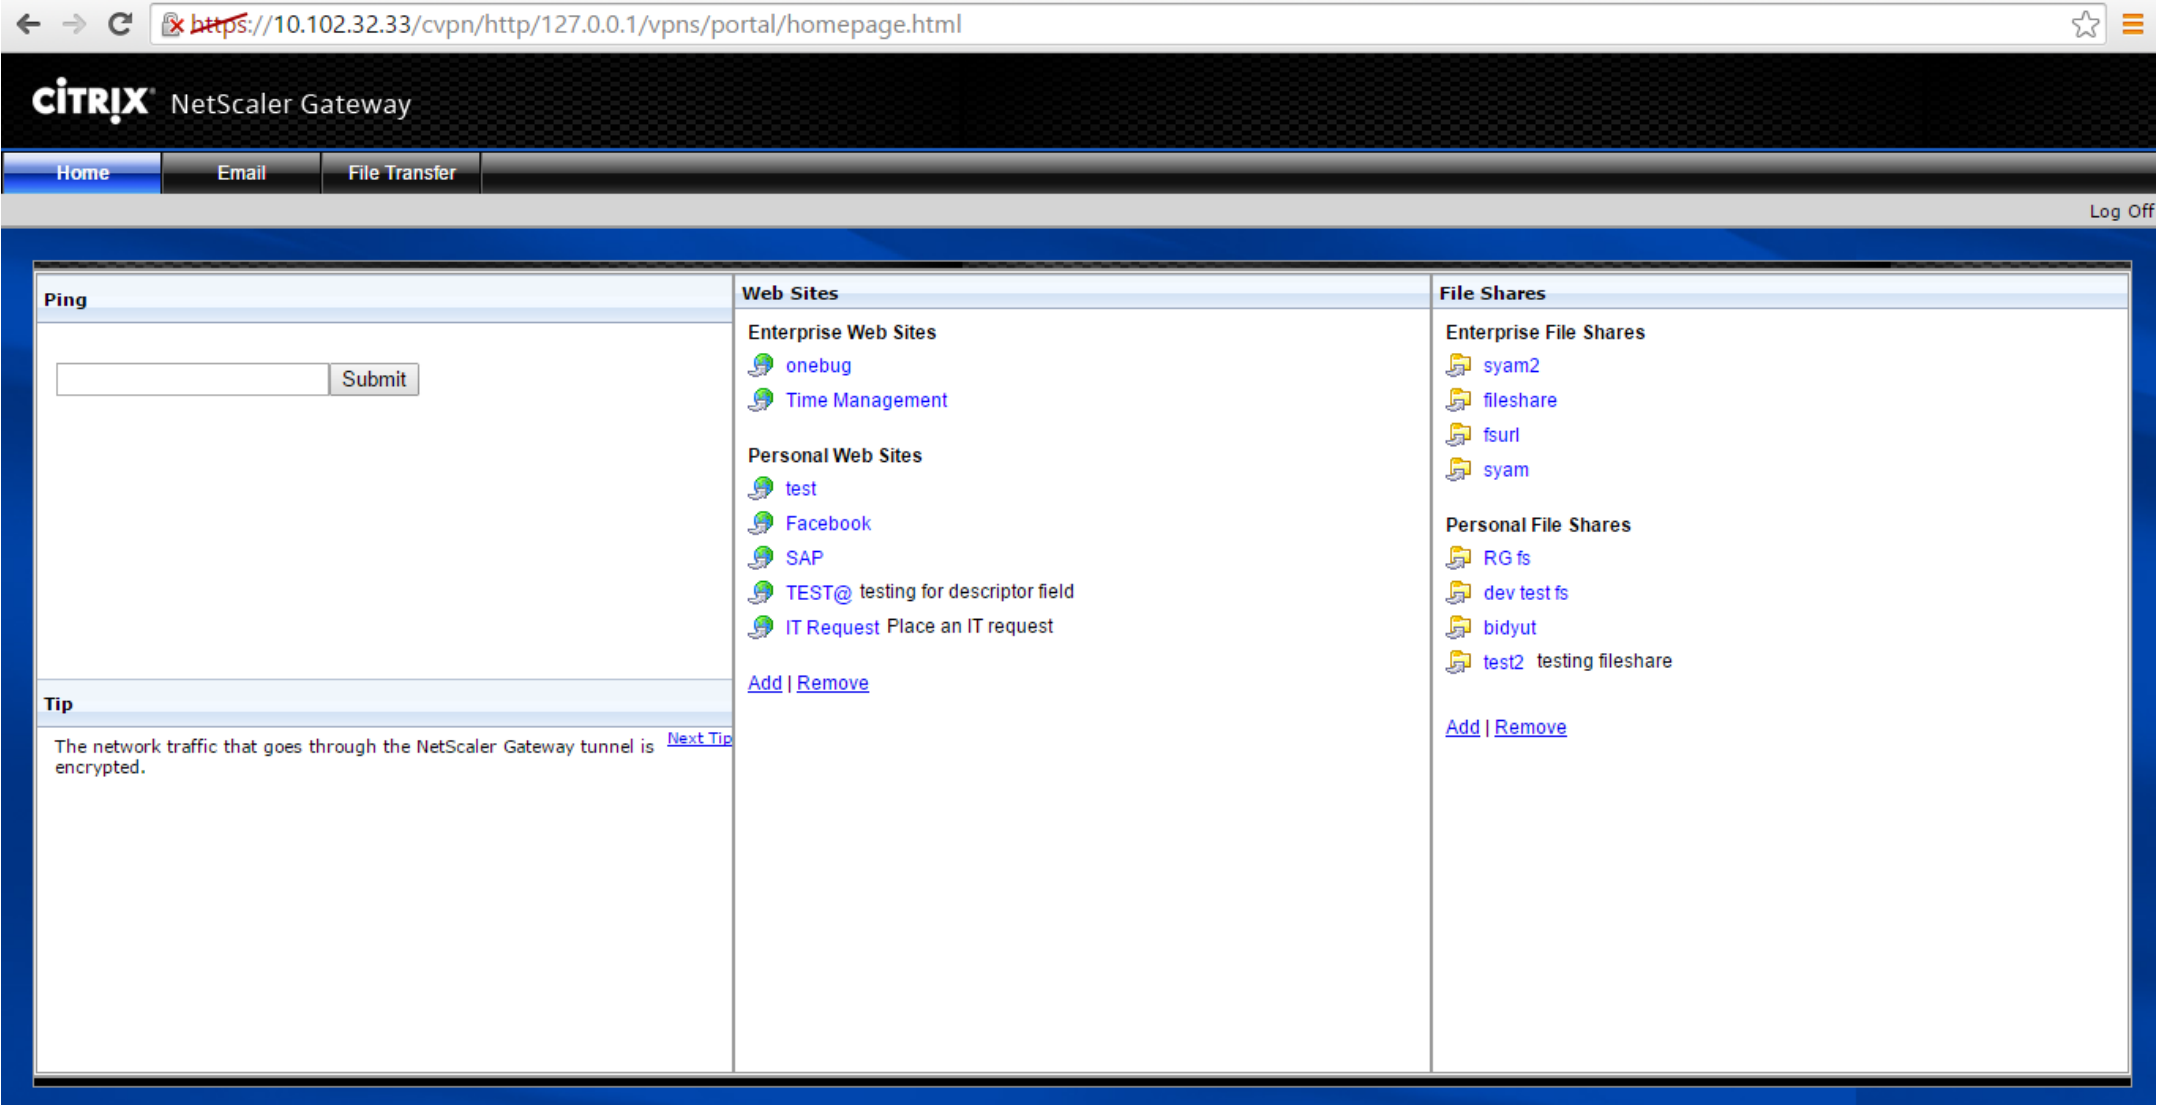 https://10.102.32.33/cvpn/http/127.0.0.1/vpns/portal/homepage.html
CITRIX NetScaler Gateway
Home Email File Transfer
Log Off
Ping
Submit
Tip
The network traffic that goes through the NetScaler Gateway tunnel is Next Tip
encrypted.
Web Sites
Enterprise Web Sites
onebug
Time Management
Personal Web Sites
test
Facebook
SAP
TEST@ testing for descriptor field
IT Request Place an IT request
Add | Remove
File Shares
Enterprise File Shares
syam2
fileshare
fsurl
syam
Personal File Shares
RG fs
dev test fs
bidyut
test2 testing fileshare
Add | Remove